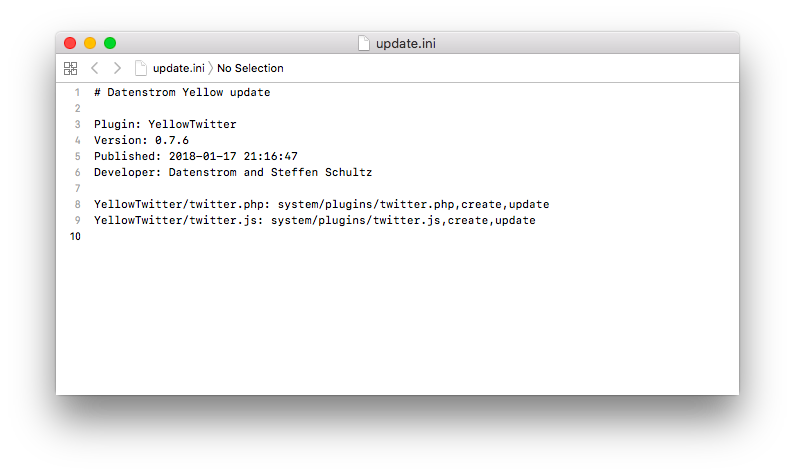 update.ini
update.ini 〉 No Selection
1 # Datenstrom Yellow update
2
3 Plugin: YellowTwitter
4 Version: 0.7.6
5 Published: 2018-01-17 21:16:47
6 Developer: Datenstrom and Steffen Schultz
7
8 YellowTwitter/twitter.php: system/plugins/twitter.php,create,update
9 YellowTwitter/twitter.js: system/plugins/twitter.js,create,update
10